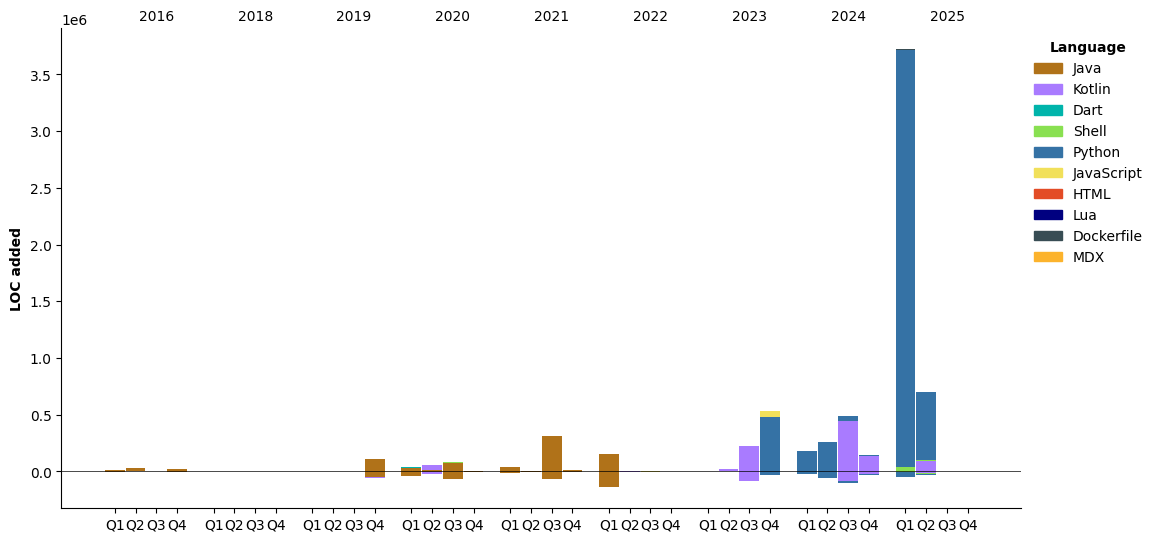 1e6
2016 2018 2019 2020 2021 2022 2023 2024 2025
Language
Java
Kotlin
Dart
Shell
Python
JavaScript
HTML
Lua
Dockerfile
MDX
LOC added
3.5
3.0
2.5
2.0
1.5
1.0
0.5
0.0
Q1 Q2 Q3 Q4 Q1 Q2 Q3 Q4 Q1 Q2 Q3 Q4 Q1 Q2 Q3 Q4 Q1 Q2 Q3 Q4 Q1 Q2 Q3 Q4 Q1 Q2 Q3 Q4 Q1 Q2 Q3 Q4 Q1 Q2 Q3 Q4